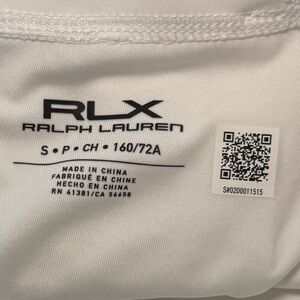 RLX
RALPH LAUREN
S • P • CH • 160/72A
MADE IN CHINA
FABRIQUÉ EN CHINE
HECHO EN CHINA
RN 41381/CA 56658
S#0200011515